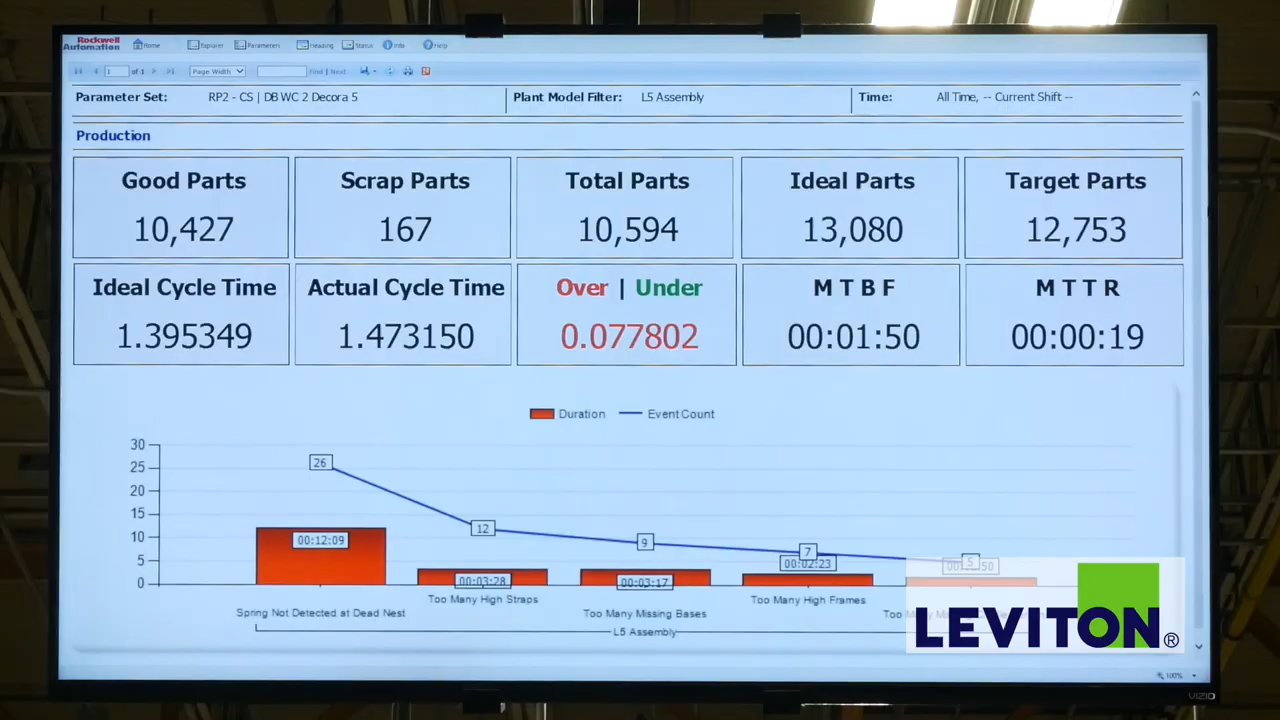 Rockwell
Automation Home Explorer Parameters Heading Status Info Help
1 of 1 Page Width Find | Next
Parameter Set: RP2 - CS | DB WC 2 Decora 5 Plant Model Filter: L5 Assembly Time: All Time, -- Current Shift --
Production
Good Parts Scrap Parts Total Parts Ideal Parts Target Parts
10,427 167 10,594 13,080 12,753
Ideal Cycle Time Actual Cycle Time Over | Under M T B F M T T R
1.395349 1.473150 0.077802 00:01:50 00:00:19
Duration Event Count
30
25
20
15
10
5
0
26 12 9 7 5
00:12:09 00:03:28 00:03:17 00:02:23 50
Spring Not Detected at Dead Nest Too Many High Straps Too Many Missing Bases Too Many High Frames Too
L5 Assembly
LEVITON®
100%
VIZIO